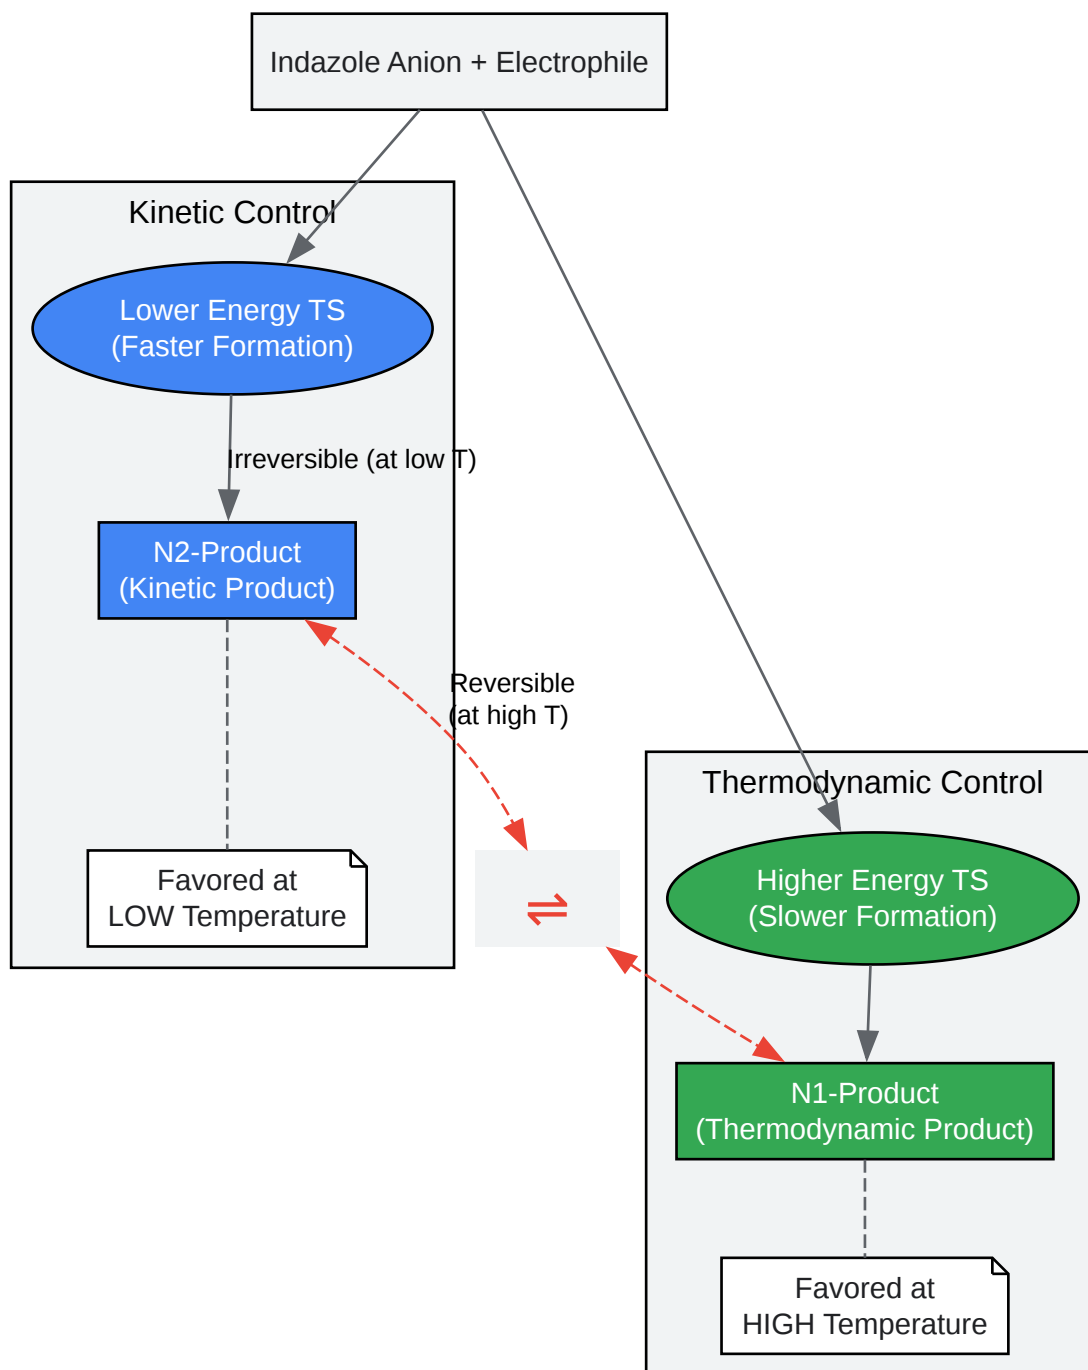 Indazole Anion + Electrophile
Kinetic Control
Lower Energy TS
(Faster Formation)
Irreversible (at low T)
N2-Product
(Kinetic Product)
Reversible
(at high T)
Favored at
LOW Temperature
⇌
Thermodynamic Control
Higher Energy TS
(Slower Formation)
N1-Product
(Thermodynamic Product)
Favored at
HIGH Temperature